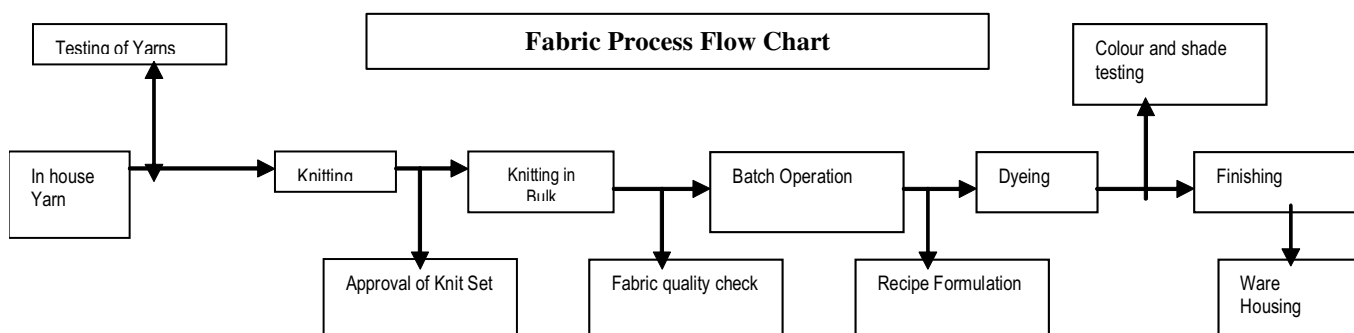 Fabric Process Flow Chart
Testing of Yarns
Colour and shade
testing
In house
Yarn
Knitting
Knitting in
Bulk
Batch Operation
Dyeing
Finishing
Approval of Knit Set
Fabric quality check
Recipe Formulation
Ware
Housing